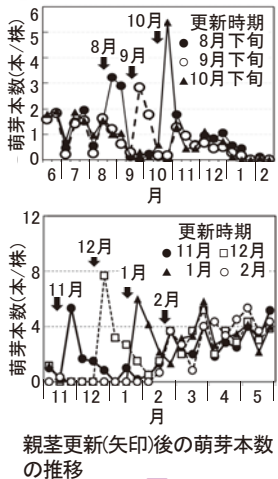 萌芽本数(本/株)
6
5
4
3
2
1
0
8月
9月
10月
更新時期
8月下旬
9月下旬
10月下旬
6 7 8 9 10 11 12 1 2
月
萌芽本数(本/株)
12
8
4
0
11月
12月
1月
2月
更新時期
11月 12月
1月 2月
11 12 1 2 3 4 5
月
親茎更新(矢印)後の萌芽本数
の推移